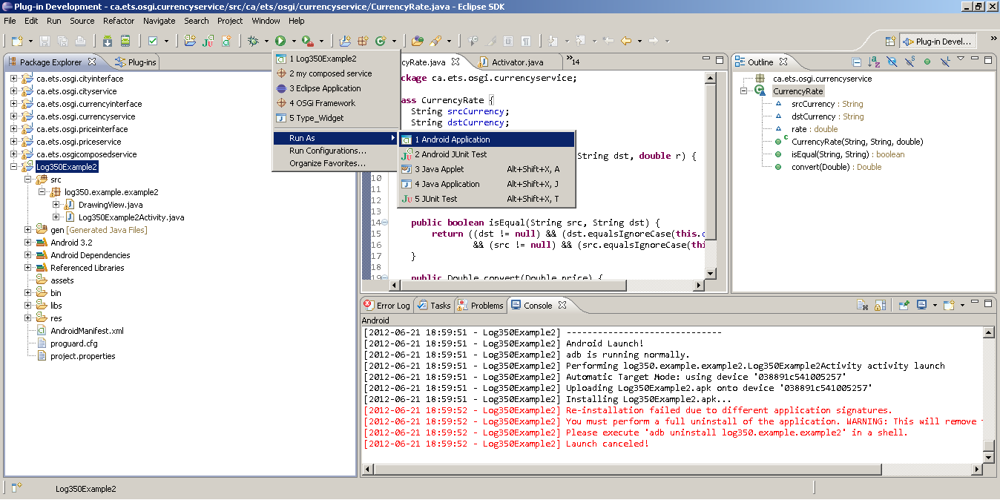 Plug-in Development - ca.ets.osgi.currencyservice/src/ca/ets/osgi/currencyservice/CurrencyRate.java - Eclipse SDK
File Edit Run Source Refactor Navigate Search Project Window Help
Plug-in Devel...
Package Explorer
Plug-ins
ca.ets.osgi.cityinterface
ca.ets.osgi.cityservice
ca.ets.osgi.currencyinterface
ca.ets.osgi.currencyservice
ca.ets.osgi.priceinterface
ca.ets.osgi.priceservice
ca.ets.osgicomposedservice
Log350Example2
src
log350.example.example2
DrawingView.java
Log350Example2Activity.java
gen [Generated Java Files]
Android 3.2
Android Dependencies
Referenced Libraries
assets
bin
libs
res
AndroidManifest.xml
proguard.cfg
project.properties
1 Log350Example2
2 my composed service
3 Eclipse Application
4 OSGi Framework
5 Type_Widget
Run As
Run Configurations...
Organize Favorites...
1 Android Application
2 Android JUnit Test
3 Java Applet Alt+Shift+X, A
4 Java Application Alt+Shift+X, J
5 JUnit Test Alt+Shift+X, T
cyRate.java
Activator.java
14
ckage ca.ets.osgi.currencyservice;
ass CurrencyRate {
String srcCurrency;
String dstCurrency;
String dst, double r) {
10
11
12
13
14 public boolean isEqual(String src, String dst) {
15 return ((dst != null) && (dst.equalsIgnoreCase(this.
16 && (src != null) && (src.equalsIgnoreCase(thi
17 }
18
19 public Double convert(Double price) {
Outline
ca.ets.osgi.currencyservice
CurrencyRate
srcCurrency : String
dstCurrency : String
rate : double
CurrencyRate(String, String, double)
isEqual(String, String) : boolean
convert(Double) : Double
Error Log
Tasks
Problems
Console
Android
[2012-06-21 18:59:51 - Log350Example2] ------------------------------
[2012-06-21 18:59:51 - Log350Example2] Android Launch!
[2012-06-21 18:59:51 - Log350Example2] adb is running normally.
[2012-06-21 18:59:51 - Log350Example2] Performing log350.example.example2.Log350Example2Activity activity launch
[2012-06-21 18:59:51 - Log350Example2] Automatic Target Mode: using device '038891c541005257'
[2012-06-21 18:59:51 - Log350Example2] Uploading Log350Example2.apk onto device '038891c541005257'
[2012-06-21 18:59:51 - Log350Example2] Installing Log350Example2.apk...
[2012-06-21 18:59:52 - Log350Example2] Re-installation failed due to different application signatures.
[2012-06-21 18:59:52 - Log350Example2] You must perform a full uninstall of the application. WARNING: This will remove
[2012-06-21 18:59:52 - Log350Example2] Please execute 'adb uninstall log350.example.example2' in a shell.
[2012-06-21 18:59:52 - Log350Example2] Launch canceled!
Log350Example2